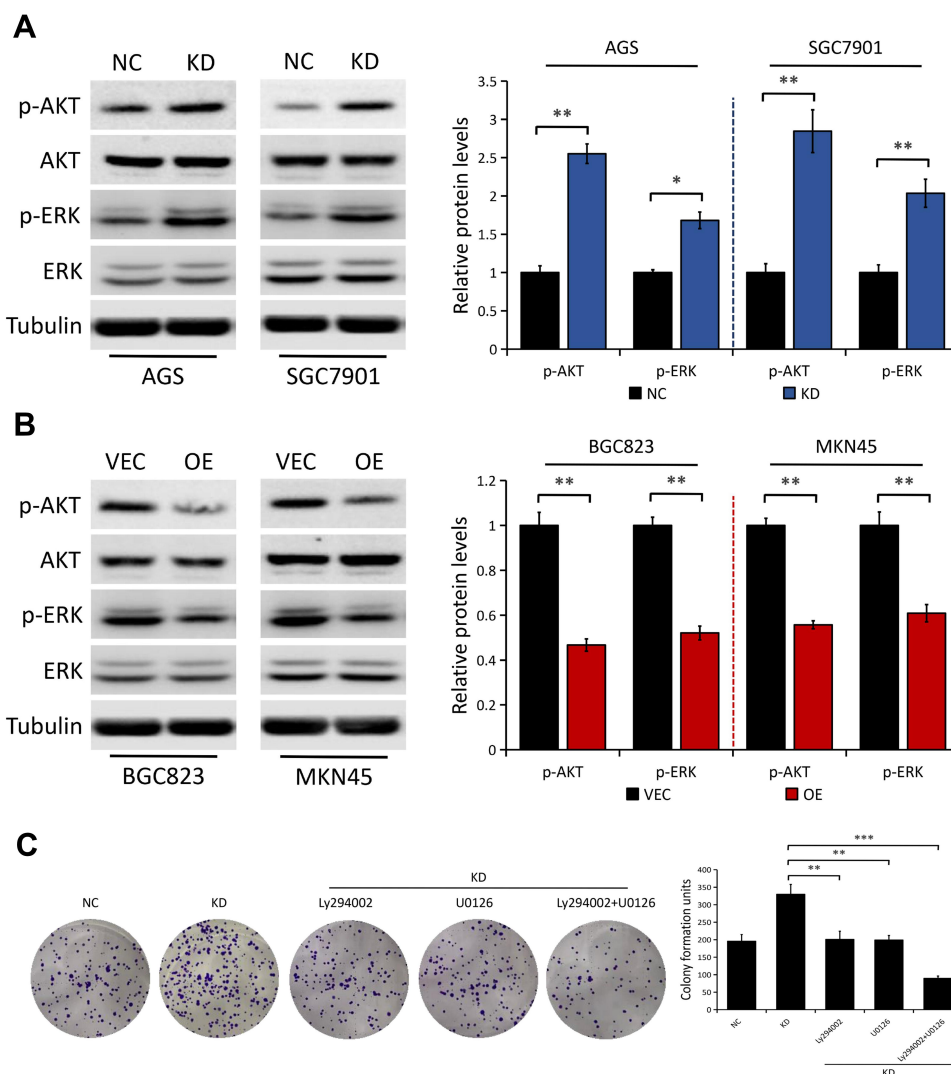 A
NC KD NC KD
p-AKT
AKT
p-ERK
ERK
Tubulin
AGS SGC7901
AGS SGC7901
Relative protein levels
3.5
3
2.5
2
1.5
1
0.5
0
** * ** **
p-AKT p-ERK p-AKT p-ERK
NC KD
B
VEC OE VEC OE
p-AKT
AKT
p-ERK
ERK
Tubulin
BGC823 MKN45
BGC823 MKN45
Relative protein levels
1.2
1
0.8
0.6
0.4
0.2
0
** ** ** **
p-AKT p-ERK p-AKT p-ERK
VEC OE
C
KD
NC KD Ly294002 U0126 Ly294002+U0126
Colony formation units
400
350
300
250
200
150
100
50
0
***
**
**
NC KD Ly294002 U0126 Ly294002+U0126
KD